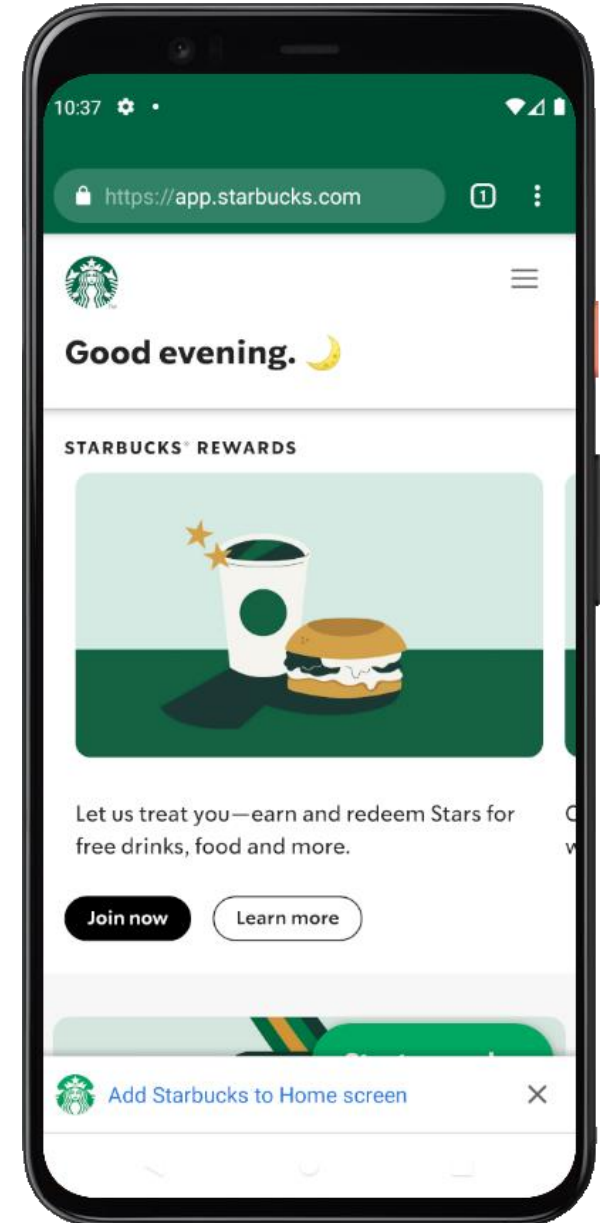 10:37
https://app.starbucks.com
1
Good evening. 🌙
STARBUCKS® REWARDS
Let us treat you—earn and redeem Stars for
free drinks, food and more.
Join now
Learn more
Add Starbucks to Home screen